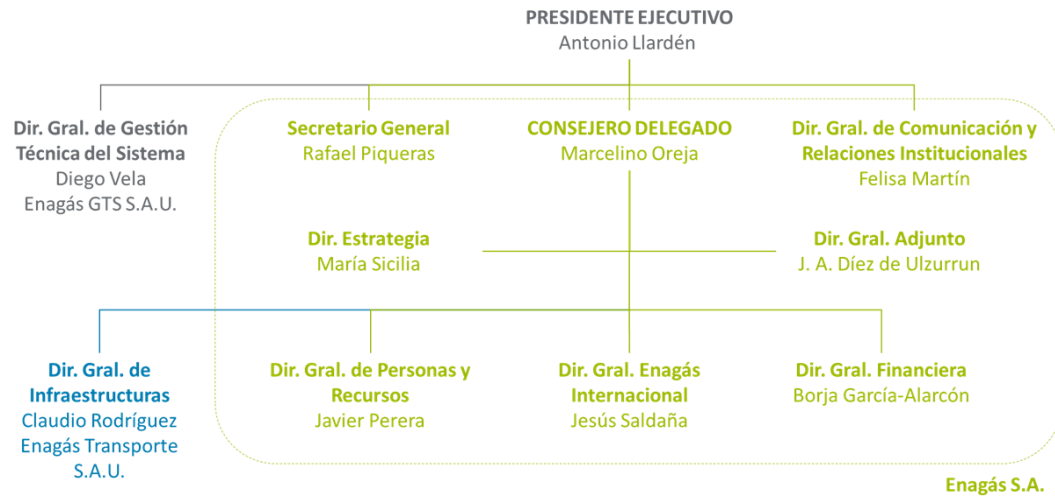 PRESIDENTE EJECUTIVO
Antonio Llardén
Dir. Gral. de Gestión
Técnica del Sistema
Diego Vela
Enagás GTS S.A.U.
Secretario General
Rafael Piqueras
CONSEJERO DELEGADO
Marcelino Oreja
Dir. Gral. de Comunicación y
Relaciones Institucionales
Felisa Martín
Dir. Estrategia
María Sicilia
Dir. Gral. Adjunto
J. A. Díez de Ulzurrun
Dir. Gral. de
Infraestructuras
Claudio Rodríguez
Enagás Transporte
S.A.U.
Dir. Gral. de Personas y
Recursos
Javier Perera
Dir. Gral. Enagás
Internacional
Jesús Saldaña
Dir. Gral. Financiera
Borja García-Alarcón
Enagás S.A.